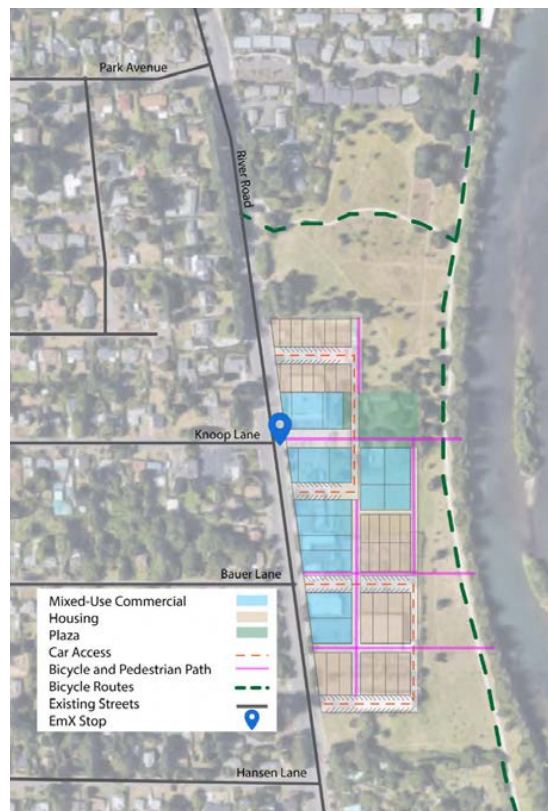 Park Avenue
River Road
Knoop Lane
Bauer Lane
Mixed-Use Commercial
Housing
Plaza
Car Access
Bicycle and Pedestrian Path
Bicycle Routes
Existing Streets
EmX Stop
Hansen Lane